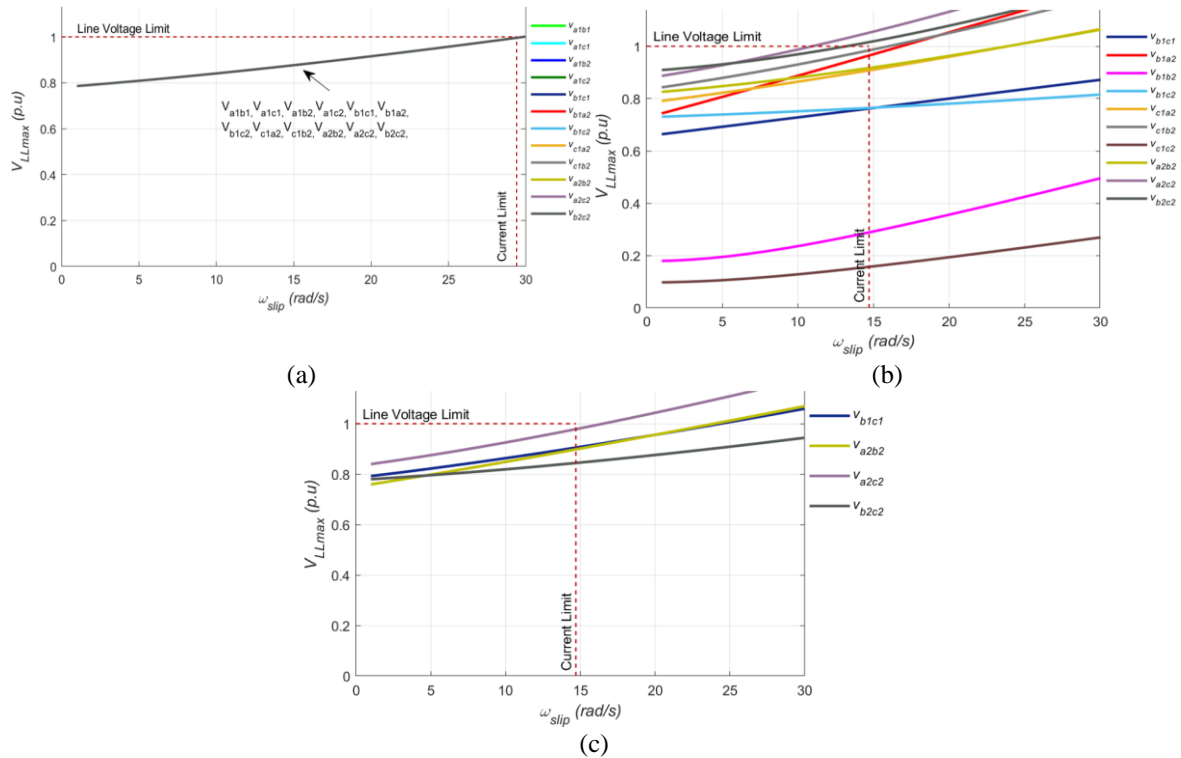 Line Voltage Limit
V_LLmax (p.u)
1
0.8
0.6
0.4
0.2
0
V_a1b1, V_a1c1, V_a1b2, V_a1c2, V_b1c1, V_b1a2,
V_b1c2, V_c1a2, V_c1b2, V_a2b2, V_a2c2, V_b2c2,
Current Limit
0 5 10 15 20 25 30
ω_slip (rad/s)
v_a1b1
v_a1c1
v_a1b2
v_a1c2
v_b1c1
v_b1a2
v_b1c2
v_c1a2
v_c1b2
v_a2b2
v_a2c2
v_b2c2
(a)
Line Voltage Limit
V_LLmax (p.u)
1
0.8
0.6
0.4
0.2
0
Current Limit
0 5 10 15 20 25 30
ω_slip (rad/s)
v_b1c1
v_b1a2
v_b1b2
v_b1c2
v_c1a2
v_c1b2
v_c1c2
v_a2b2
v_a2c2
v_b2c2
(b)
Line Voltage Limit
V_LLmax (p.u)
1
0.8
0.6
0.4
0.2
0
Current Limit
0 5 10 15 20 25 30
ω_slip (rad/s)
v_b1c1
v_a2b2
v_a2c2
v_b2c2
(c)